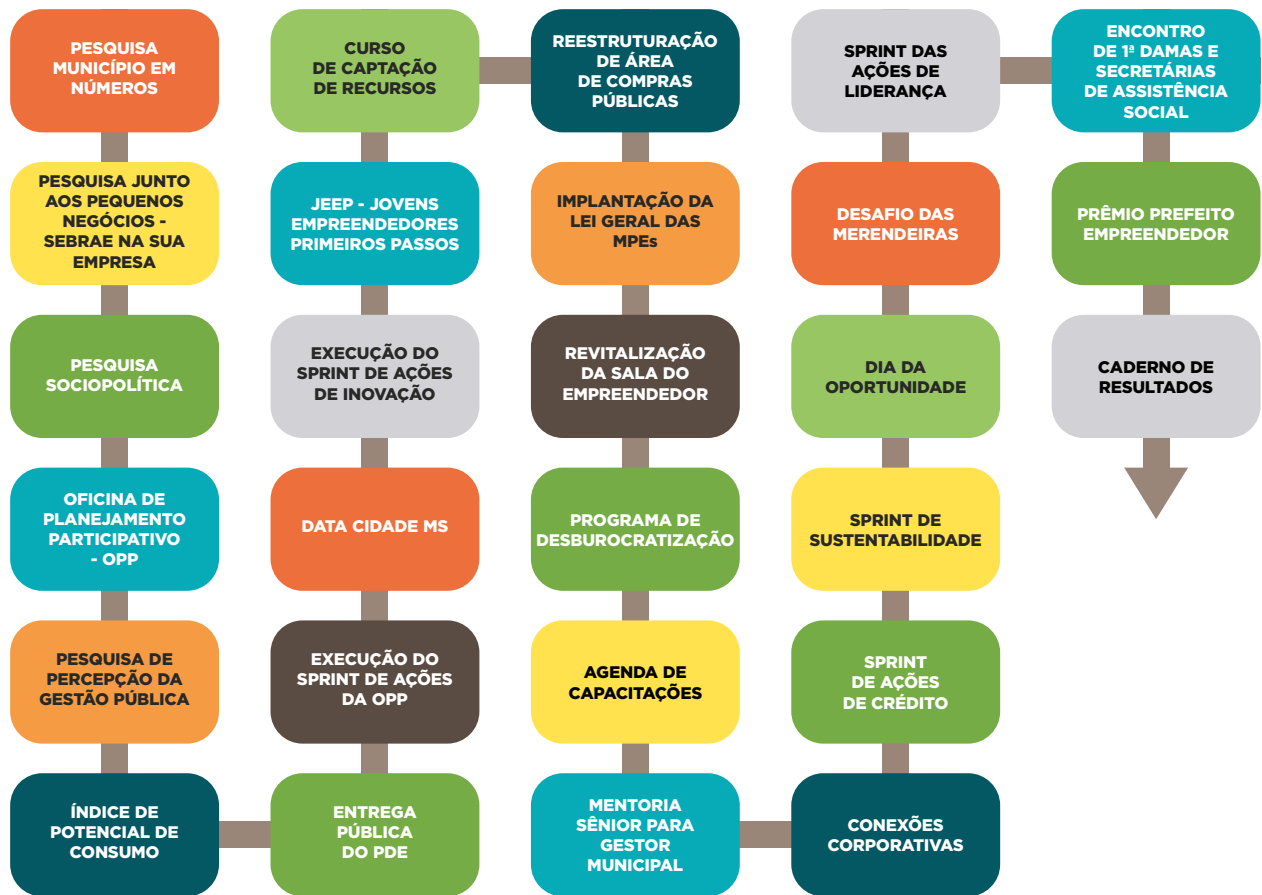 PESQUISA
MUNICÍPIO EM
NÚMEROS
PESQUISA JUNTO
AOS PEQUENOS
NEGÓCIOS -
SEBRAE NA SUA
EMPRESA
PESQUISA
SOCIOPOLÍTICA
OFICINA DE
PLANEJAMENTO
PARTICIPATIVO
- OPP
PESQUISA DE
PERCEPÇÃO DA
GESTÃO PÚBLICA
ÍNDICE DE
POTENCIAL DE
CONSUMO
ENTREGA
PÚBLICA
DO PDE
EXECUÇÃO DO
SPRINT DE AÇÕES
DA OPP
DATA CIDADE MS
EXECUÇÃO DO
SPRINT DE AÇÕES
DE INOVAÇÃO
JEEP - JOVENS
EMPREENDEDORES
PRIMEIROS PASSOS
CURSO
DE CAPTAÇÃO
DE RECURSOS
REESTRUTURAÇÃO
DE ÁREA
DE COMPRAS
PÚBLICAS
IMPLANTAÇÃO DA
LEI GERAL DAS
MPEs
REVITALIZAÇÃO
DA SALA DO
EMPREENDEDOR
PROGRAMA DE
DESBUROCRATIZAÇÃO
AGENDA DE
CAPACITAÇÕES
MENTORIA
SÊNIOR PARA
GESTOR
MUNICIPAL
CONEXÕES
CORPORATIVAS
SPRINT
DE AÇÕES
DE CRÉDITO
SPRINT DE
SUSTENTABILIDADE
DIA DA
OPORTUNIDADE
DESAFIO DAS
MERENDEIRAS
SPRINT DAS
AÇÕES DE
LIDERANÇA
ENCONTRO
DE 1ª DAMAS E
SECRETÁRIAS
DE ASSISTÊNCIA
SOCIAL
PRÊMIO PREFEITO
EMPREENDEDOR
CADERNO DE
RESULTADOS